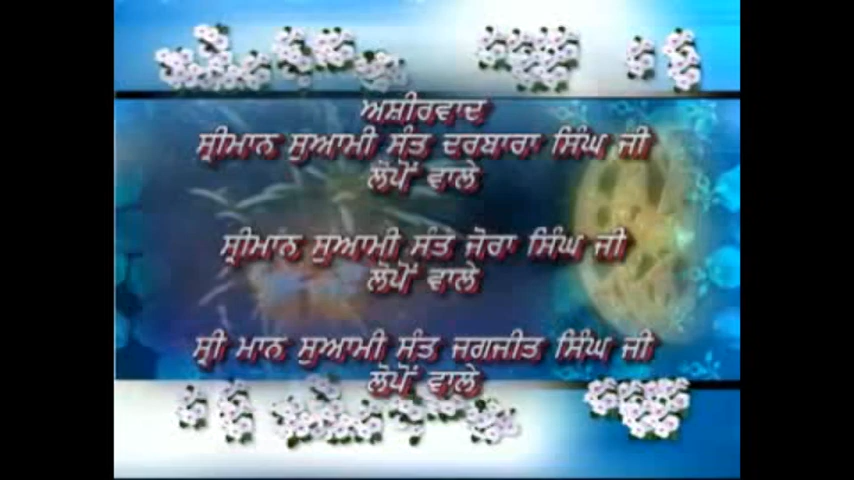 ਅਸ਼ੀਰਵਾਦ
ਸ਼੍ਰੀਮਾਨ ਸੁਆਮੀ ਸੰਤ ਦਰਬਾਰਾ ਸਿੰਘ ਜੀ
ਲੋਪੋਂ ਵਾਲੇ
ਸ਼੍ਰੀਮਾਨ ਸੁਆਮੀ ਸੰਤ ਜੋਰਾ ਸਿੰਘ ਜੀ
ਲੋਪੋਂ ਵਾਲੇ
ਸ਼੍ਰੀ ਮਾਨ ਸੁਆਮੀ ਸੰਤ ਜਗਜੀਤ ਸਿੰਘ ਜੀ
ਲੋਪੋਂ ਵਾਲੇ